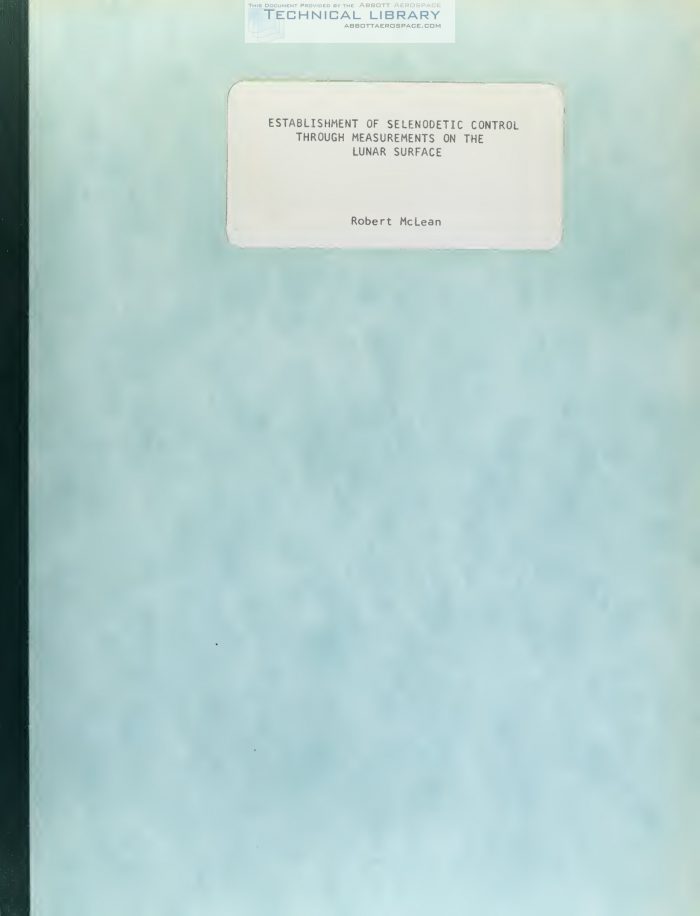 THIS DOCUMENT PROVIDED BY THE ABBOTT AEROSPACE
TECHNICAL LIBRARY
ABBOTTAEROSPACE.COM
ESTABLISHMENT OF SELENODETIC CONTROL
THROUGH MEASUREMENTS ON THE
LUNAR SURFACE
Robert McLean